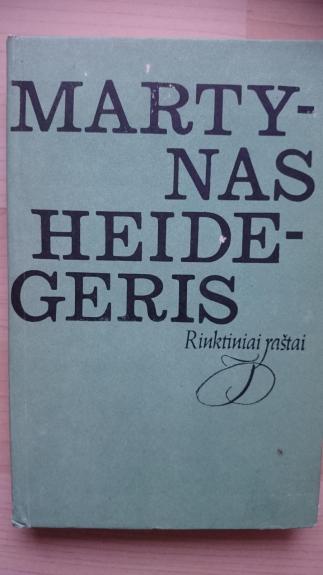 MARTY-
NAS
HEIDE-
GERIS
Rinktiniai raštai